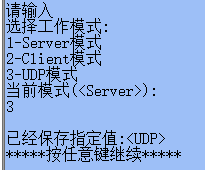 请输入
选择工作模式:
1-Server模式
2-Client模式
3-UDP模式
当前模式(<Server>):
3
已经保存指定值:<UDP>
*****按任意键继续*****